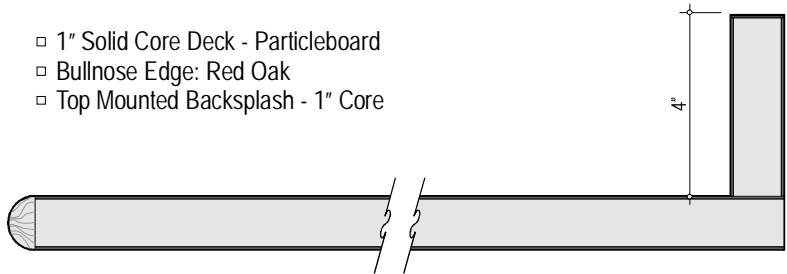 1" Solid Core Deck - Particleboard
Bullnose Edge: Red Oak
Top Mounted Backsplash - 1" Core
4"